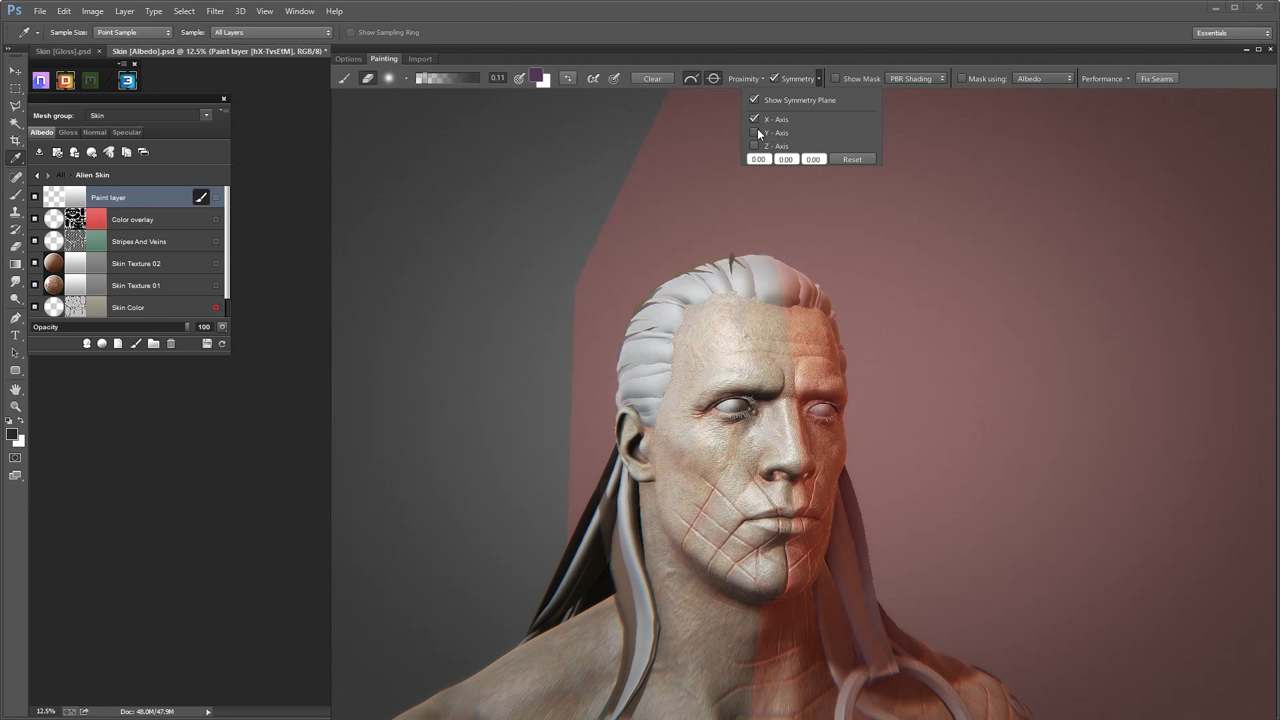 Ps File Edit Image Layer Type Select Filter 3D View Window Help
Sample Size: Point Sample Sample: All Layers Show Sampling Ring Essentials
Skin [Gloss].psd × Skin [Albedo].psd @ 12.5% (Paint layer [hX-TvsEtM], RGB/8) *
Options Painting Import
0.11 Clear Proximity Symmetry Show Mask PBR Shading Mask using: Albedo Performance Fix Seams
Show Symmetry Plane
X - Axis
Y - Axis
Z - Axis
0.00 0.00 0.00 Reset
Mesh group: Skin
Albedo Gloss Normal Specular
All Alien Skin
Paint layer
Color overlay
Stripes And Veins
Skin Texture 02
Skin Texture 01
Skin Color
Opacity 100
12.5% Doc: 48.0M/47.9M